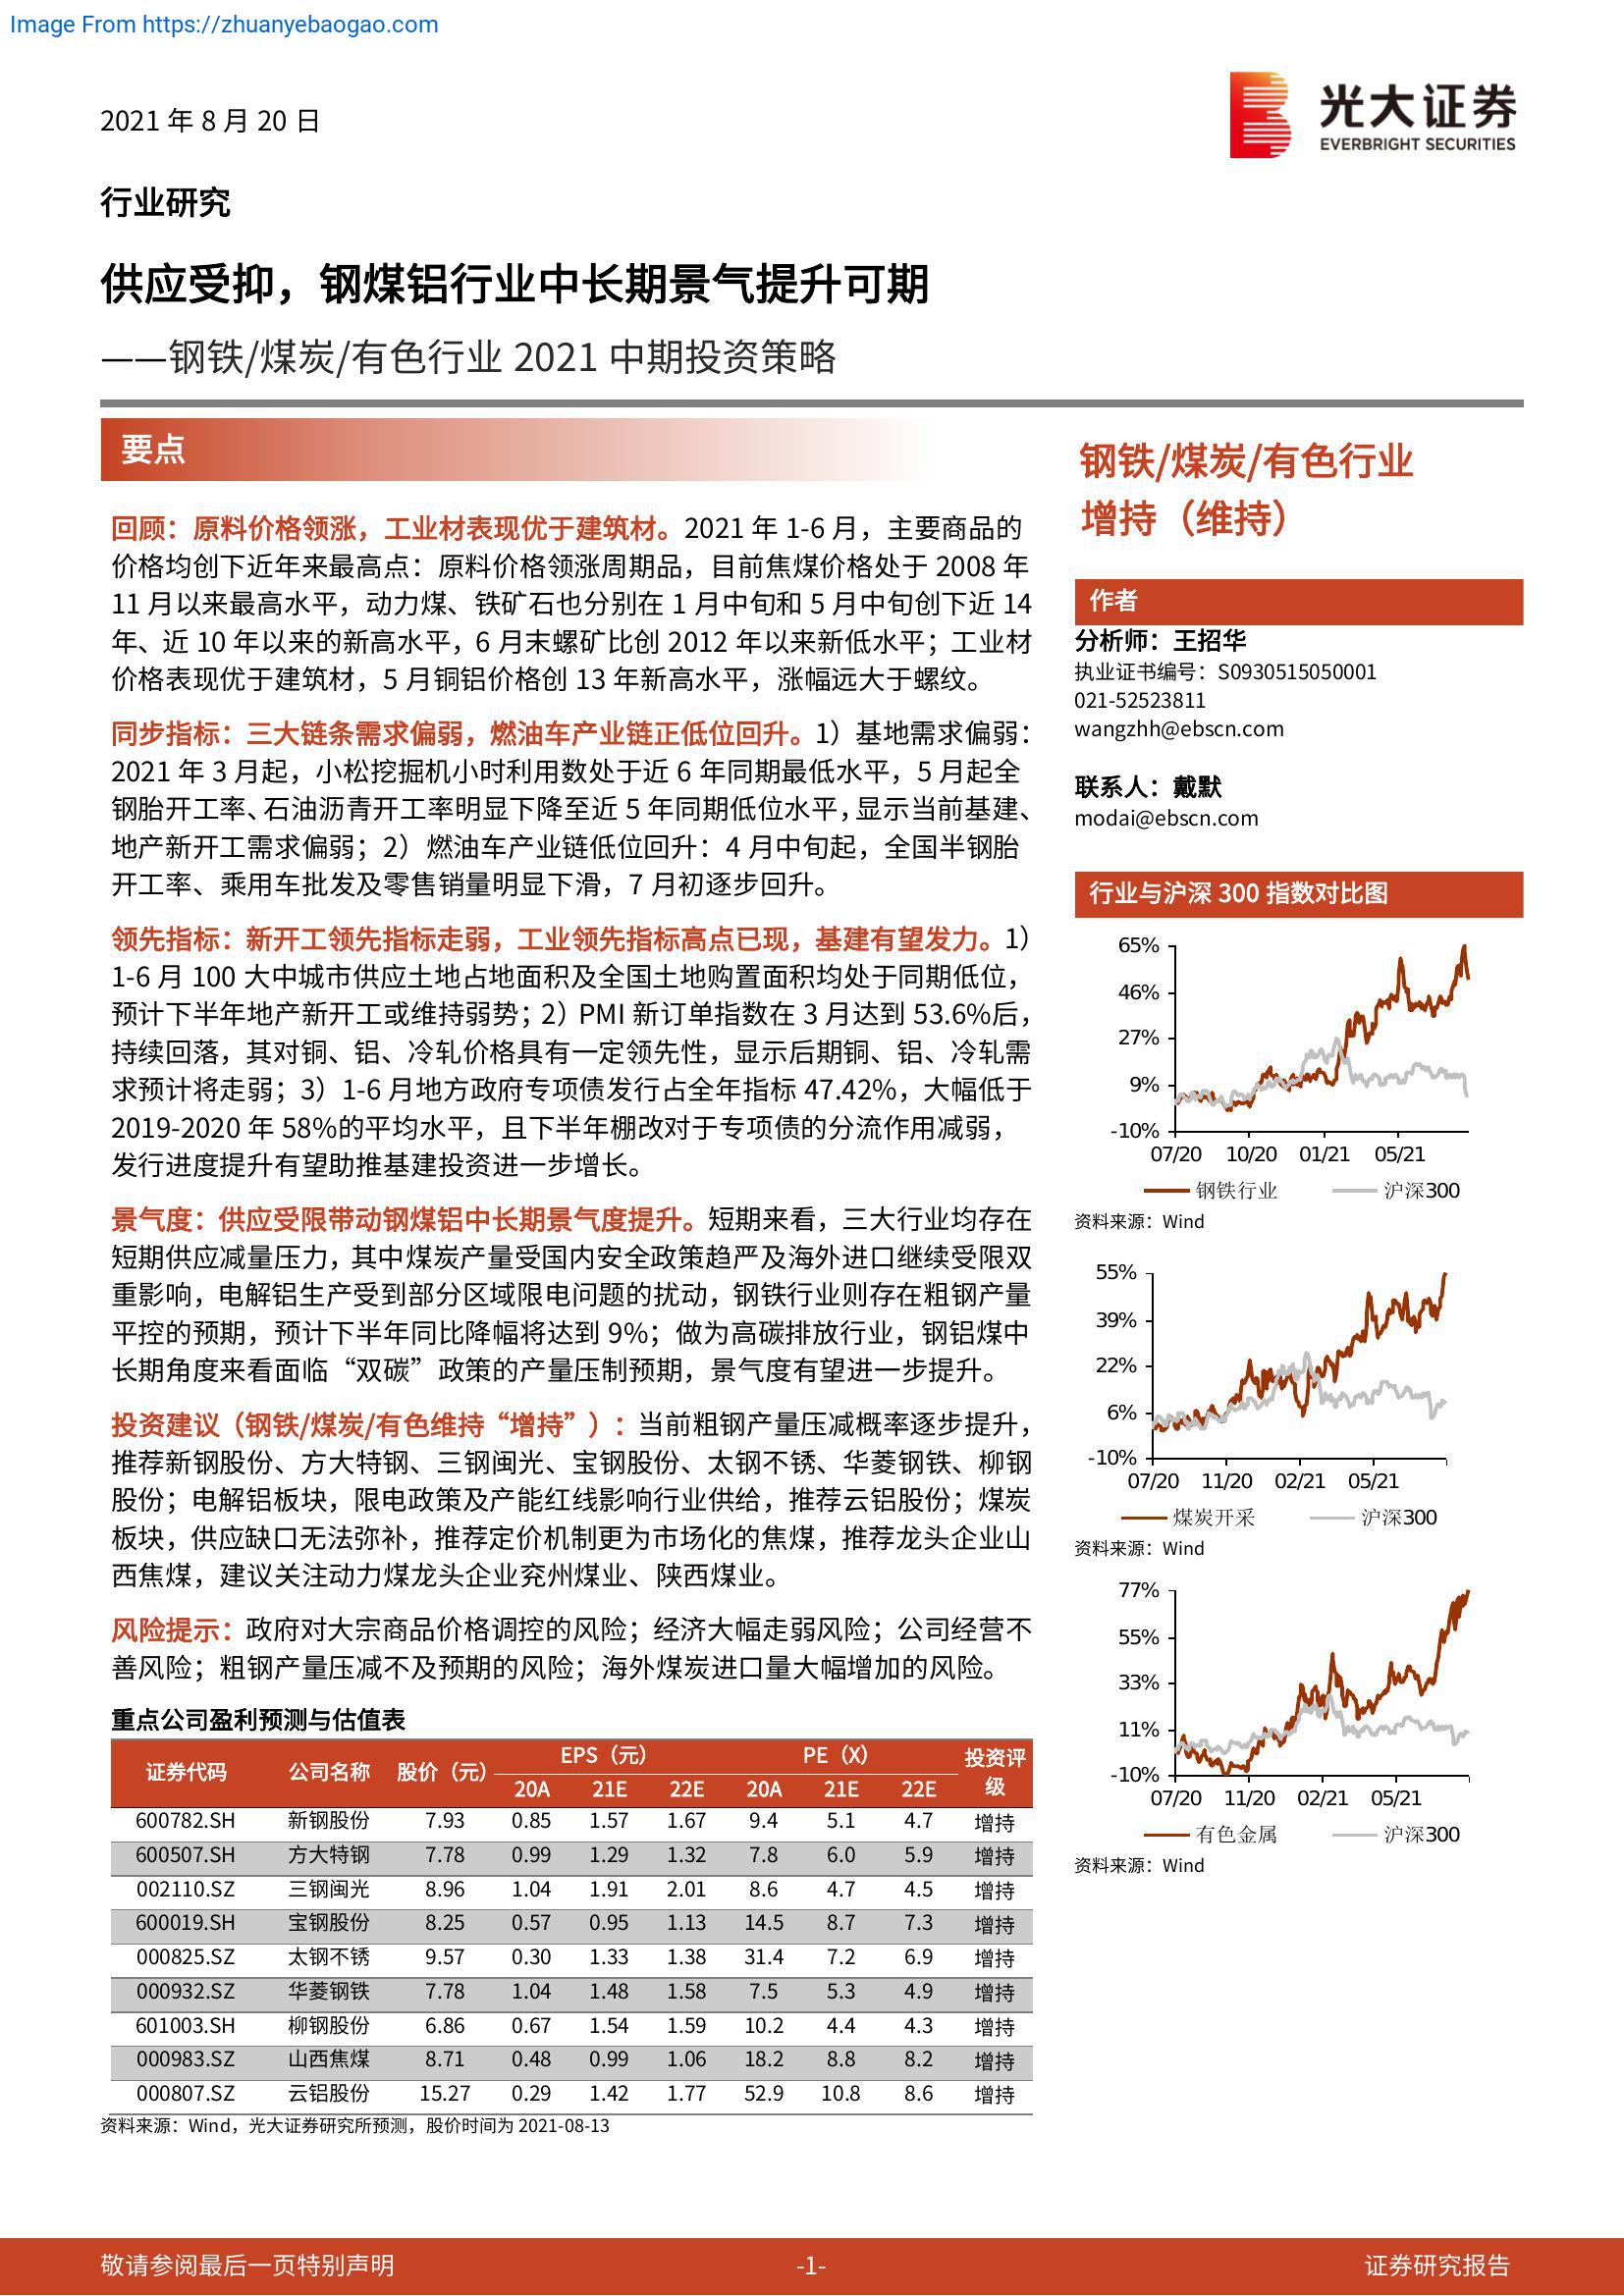 Image From https://zhuanyebaogao.com
2021 年 8 月 20 日
光大证券
EVERBRIGHT SECURITIES
行业研究
供应受抑，钢煤铝行业中长期景气提升可期
——钢铁/煤炭/有色行业 2021 中期投资策略
要点
回顾：原料价格领涨，工业材表现优于建筑材。2021 年 1-6 月，主要商品的
价格均创下近年来最高点：原料价格领涨周期品，目前焦煤价格处于 2008 年
11 月以来最高水平，动力煤、铁矿石也分别在 1 月中旬和 5 月中旬创下近 14
年、近 10 年以来的新高水平，6 月末螺矿比创 2012 年以来新低水平；工业材
价格表现优于建筑材，5 月铜铝价格创 13 年新高水平，涨幅远大于螺纹。
同步指标：三大链条需求偏弱，燃油车产业链正低位回升。1）基地需求偏弱：
2021 年 3 月起，小松挖掘机小时利用数处于近 6 年同期最低水平，5 月起全
钢胎开工率、石油沥青开工率明显下降至近 5 年同期低位水平，显示当前基建、
地产新开工需求偏弱；2）燃油车产业链低位回升：4 月中旬起，全国半钢胎
开工率、乘用车批发及零售销量明显下滑，7 月初逐步回升。
领先指标：新开工领先指标走弱，工业领先指标高点已现，基建有望发力。1）
1-6 月 100 大中城市供应土地占地面积及全国土地购置面积均处于同期低位，
预计下半年地产新开工或维持弱势；2）PMI 新订单指数在 3 月达到 53.6%后，
持续回落，其对铜、铝、冷轧价格具有一定领先性，显示后期铜、铝、冷轧需
求预计将走弱；3）1-6 月地方政府专项债发行占全年指标 47.42%，大幅低于
2019-2020 年 58%的平均水平，且下半年棚改对于专项债的分流作用减弱，
发行进度提升有望助推基建投资进一步增长。
景气度：供应受限带动钢煤铝中长期景气度提升。短期来看，三大行业均存在
短期供应减量压力，其中煤炭产量受国内安全政策趋严及海外进口继续受限双
重影响，电解铝生产受到部分区域限电问题的扰动，钢铁行业则存在粗钢产量
平控的预期，预计下半年同比降幅将达到 9%；做为高碳排放行业，钢铝煤中
长期角度来看面临“双碳”政策的产量压制预期，景气度有望进一步提升。
投资建议（钢铁/煤炭/有色维持“增持”）：当前粗钢产量压减概率逐步提升，
推荐新钢股份、方大特钢、三钢闽光、宝钢股份、太钢不锈、华菱钢铁、柳钢
股份；电解铝板块，限电政策及产能红线影响行业供给，推荐云铝股份；煤炭
板块，供应缺口无法弥补，推荐定价机制更为市场化的焦煤，推荐龙头企业山
西焦煤，建议关注动力煤龙头企业兖州煤业、陕西煤业。
风险提示：政府对大宗商品价格调控的风险；经济大幅走弱风险；公司经营不
善风险；粗钢产量压减不及预期的风险；海外煤炭进口量大幅增加的风险。
重点公司盈利预测与估值表
证券代码 公司名称 股价（元） EPS（元） PE（X） 投资评级
20A 21E 22E 20A 21E 22E
600782.SH 新钢股份 7.93 0.85 1.57 1.67 9.4 5.1 4.7 增持
600507.SH 方大特钢 7.78 0.99 1.29 1.32 7.8 6.0 5.9 增持
002110.SZ 三钢闽光 8.96 1.04 1.91 2.01 8.6 4.7 4.5 增持
600019.SH 宝钢股份 8.25 0.57 0.95 1.13 14.5 8.7 7.3 增持
000825.SZ 太钢不锈 9.57 0.30 1.33 1.38 31.4 7.2 6.9 增持
000932.SZ 华菱钢铁 7.78 1.04 1.48 1.58 7.5 5.3 4.9 增持
601003.SH 柳钢股份 6.86 0.67 1.54 1.59 10.2 4.4 4.3 增持
000983.SZ 山西焦煤 8.71 0.48 0.99 1.06 18.2 8.8 8.2 增持
000807.SZ 云铝股份 15.27 0.29 1.42 1.77 52.9 10.8 8.6 增持
资料来源：Wind，光大证券研究所预测，股价时间为 2021-08-13
钢铁/煤炭/有色行业
增持（维持）
作者
分析师：王招华
执业证书编号：S0930515050001
021-52523811
wangzhh@ebscn.com
联系人：戴默
modai@ebscn.com
行业与沪深 300 指数对比图
65%
46%
27%
9%
-10%
07/20 10/20 01/21 05/21
钢铁行业 沪深300
资料来源：Wind
55%
39%
22%
6%
-10%
07/20 11/20 02/21 05/21
煤炭开采 沪深300
资料来源：Wind
77%
55%
33%
11%
-10%
07/20 11/20 02/21 05/21
有色金属 沪深300
资料来源：Wind
敬请参阅最后一页特别声明 -1- 证券研究报告